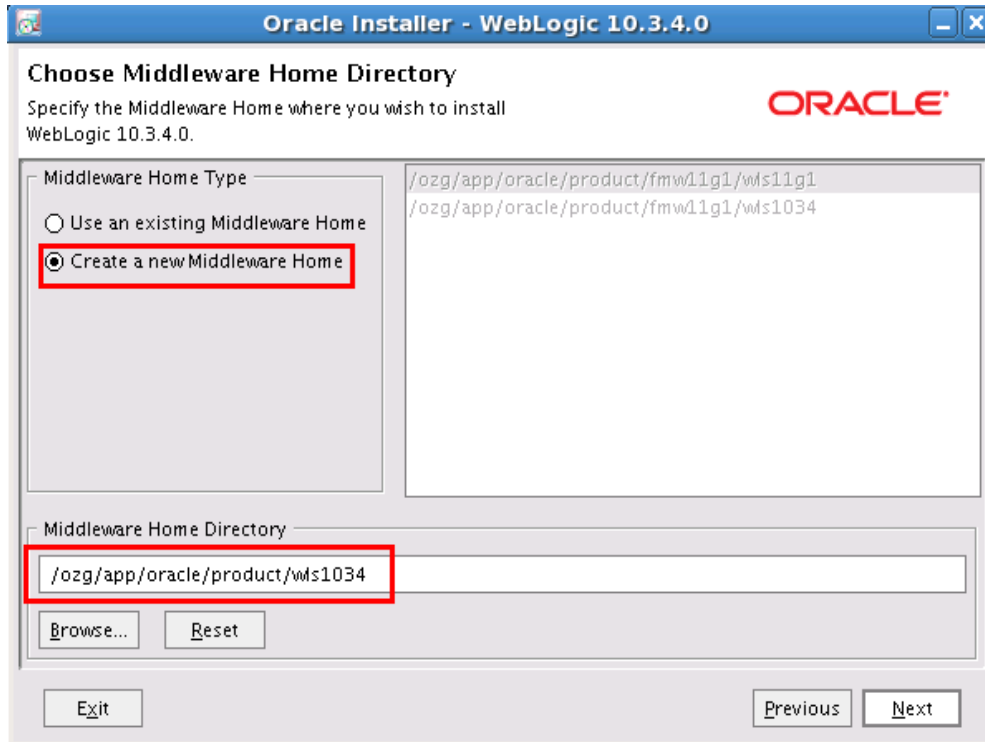 Oracle Installer - WebLogic 10.3.4.0
Choose Middleware Home Directory
Specify the Middleware Home where you wish to install
WebLogic 10.3.4.0.
ORACLE
Middleware Home Type
Use an existing Middleware Home
Create a new Middleware Home
/ozg/app/oracle/product/fmw11g1/wls11g1
/ozg/app/oracle/product/fmw11g1/wls1034
Middleware Home Directory
/ozg/app/oracle/product/wls1034
Browse... Reset
Exit Previous Next